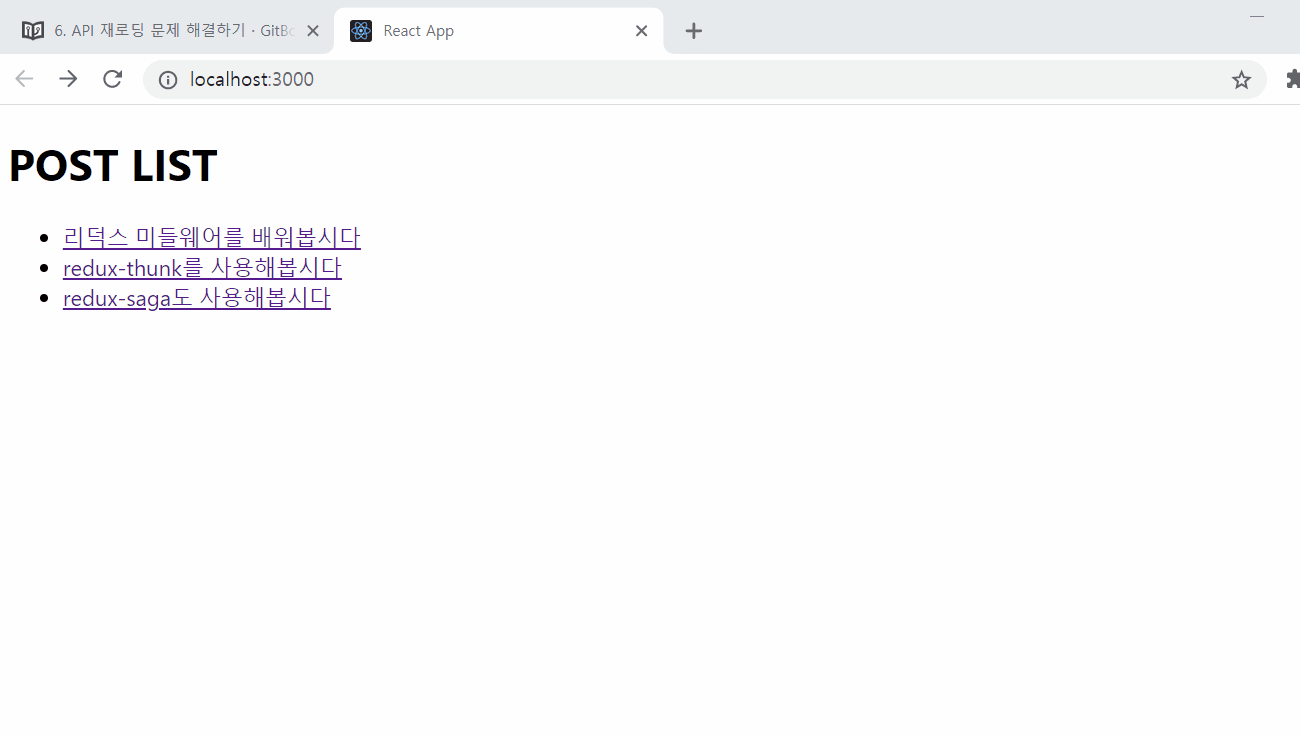 6. API 재로딩 문제 해결하기 · GitBo
React App
localhost:3000
POST LIST
리덕스 미들웨어를 배워봅시다
redux-thunk를 사용해봅시다
redux-saga도 사용해봅시다